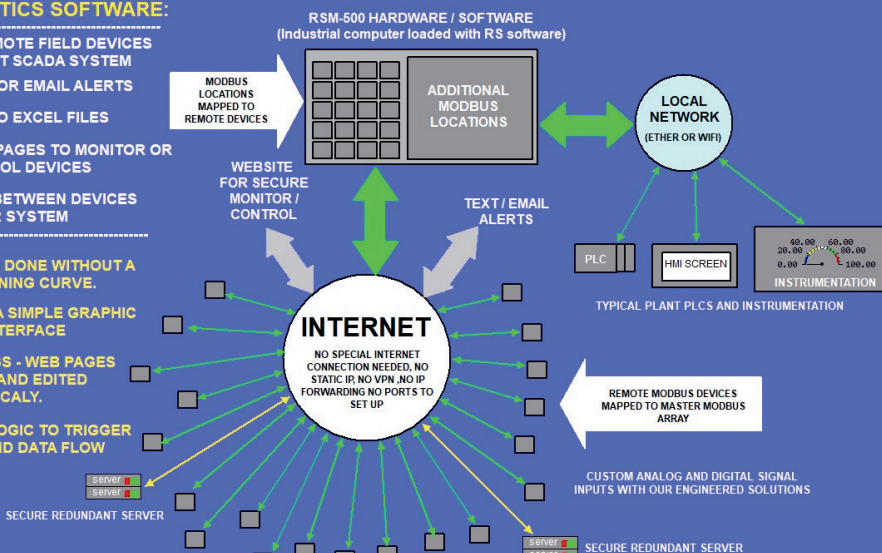 TICS SOFTWARE:
OTE FIELD DEVICES
T SCADA SYSTEM
OR EMAIL ALERTS
O EXCEL FILES
PAGES TO MONITOR OR
OL DEVICES
BETWEEN DEVICES
SYSTEM
DONE WITHOUT A
NING CURVE.
A SIMPLE GRAPHIC
TERFACE
GS - WEB PAGES
AND EDITED
ICALY.
OGIC TO TRIGGER
ND DATA FLOW
RSM-500 HARDWARE / SOFTWARE
(Industrial computer loaded with RS software)
MODBUS
LOCATIONS
MAPPED TO
REMOTE DEVICES
ADDITIONAL
MODBUS
LOCATIONS
LOCAL
NETWORK
(ETHER OR WIFI)
WEBSITE
FOR SECURE
MONITOR /
CONTROL
TEXT / EMAIL
ALERTS
PLC
HMI SCREEN
40.00 60.00
20.00 80.00
0.00 100.00
INSTRUMENTATION
TYPICAL PLANT PLCS AND INSTRUMENTATION
INTERNET
NO SPECIAL INTERNET
CONNECTION NEEDED, NO
STATIC IP, NO VPN ,NO IP
FORWARDING NO PORTS TO
SET UP
REMOTE MODBUS DEVICES
MAPPED TO MASTER MODBUS
ARRAY
CUSTOM ANALOG AND DIGITAL SIGNAL
INPUTS WITH OUR ENGINEERED SOLUTIONS
server
server
SECURE REDUNDANT SERVER
server
SECURE REDUNDANT SERVER